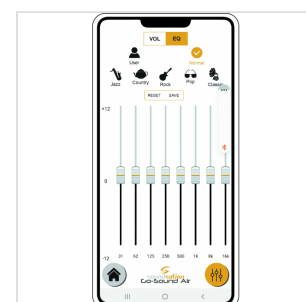 VOL EQ
User Normal
Jazz Country Rock Pop Classic
RESET SAVE
+12
0
-12 31 62 125 250 500 1K 8k 16k
soundsation
Go-Sound Air